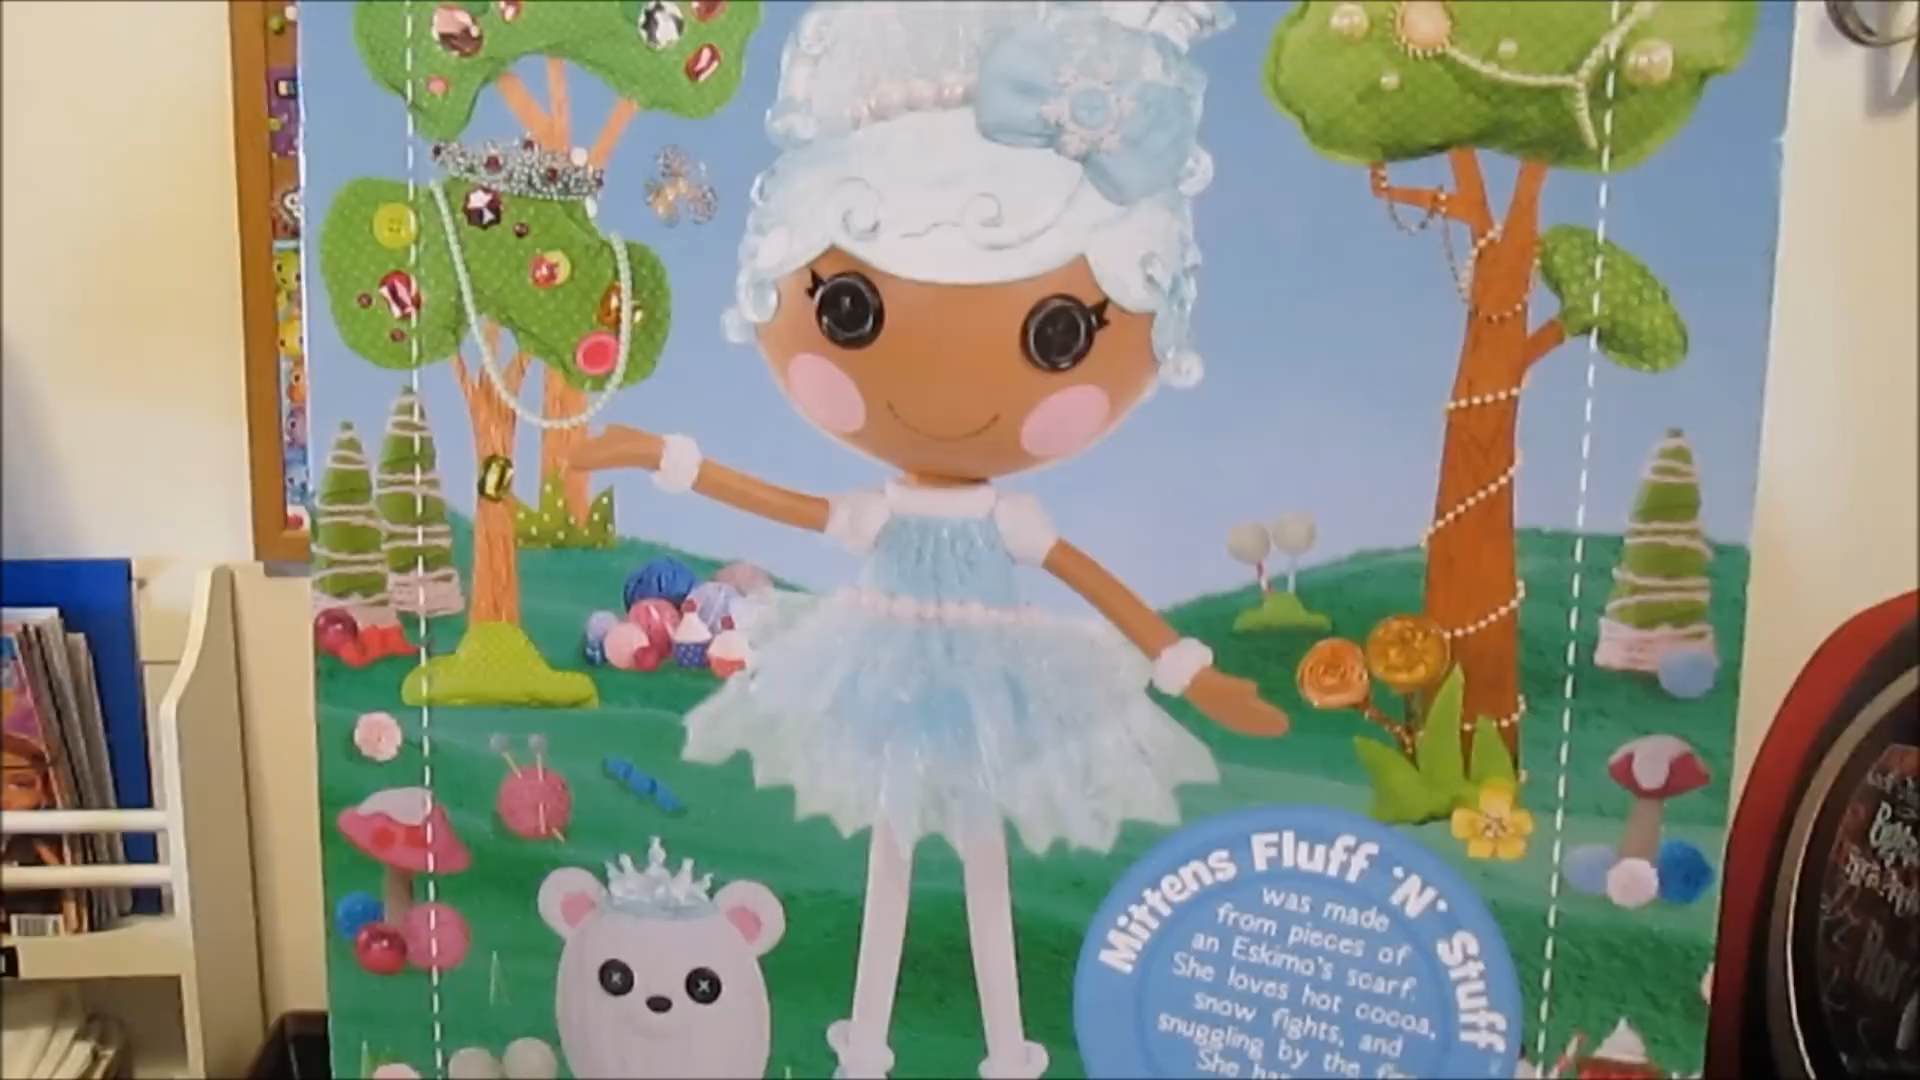 Mittens Fluff 'N' Stuff
was made
from pieces of
an Eskimo's scarf.
She loves hot cocoa,
snow fights, and
snuggling by the
She